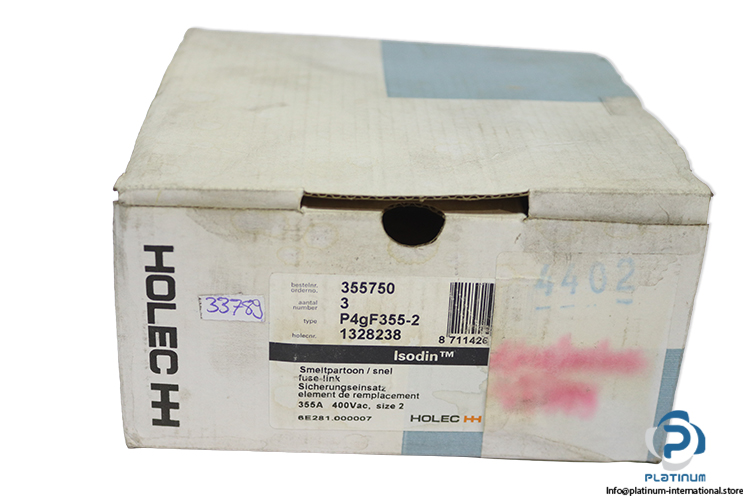 HOLEC
33789
bestelnr. 355750
orderno.
aantal 3
number
type P4gF355-2
holecnr. 1328238
8 711426
4402
Isodin™
Smeltpatroon / snel
fuse-link
Sicherungseinsatz
element de remplacement
355A 400Vac, size 2
6E281.000007
HOLEC
PLATINUM
Info@platinum-international.store